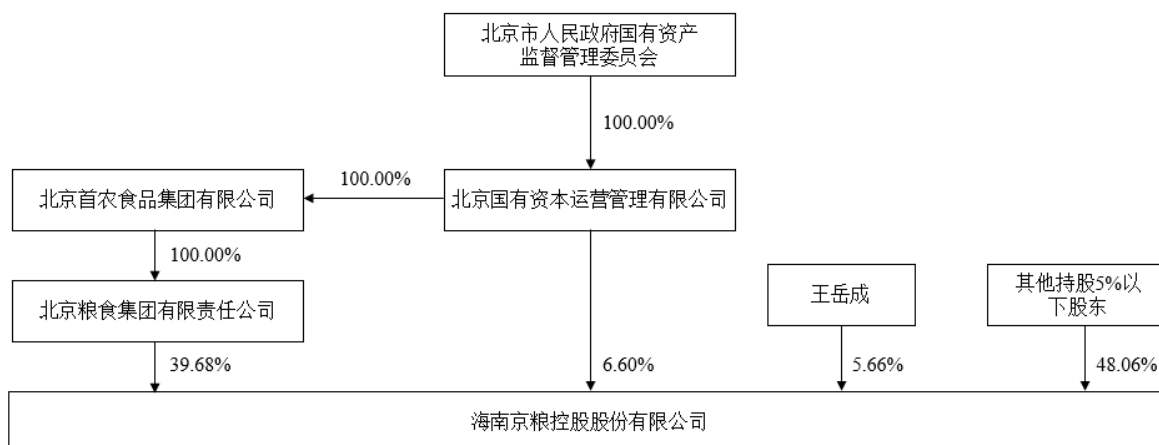 北京市人民政府国有资产
监督管理委员会
100.00%
北京首农食品集团有限公司
100.00%
北京国有资本运营管理有限公司
100.00%
北京粮食集团有限责任公司
王岳成
其他持股5%以
下股东
39.68%
6.60%
5.66%
48.06%
海南京粮控股股份有限公司